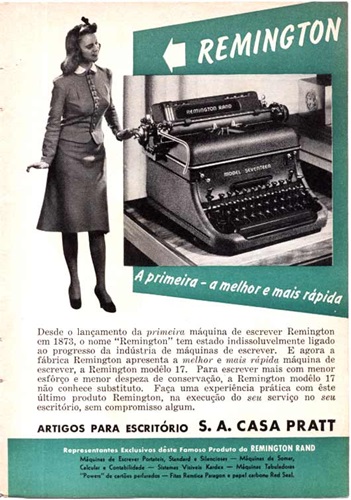 REMINGTON
REMINGTON RAND
MODEL SEVENTEEN
A primeira - a melhor e mais rápida
Desde o lançamento da primeira máquina de escrever Remington
em 1873, o nome "Remington" tem estado indissoluvelmente ligado
ao progresso da indústria de máquinas de escrever. E agora a
fábrica Remington apresenta a melhor e mais rápida máquina
de escrever, a Remington modêlo 17. Para escrever mais com menor
esfôrço e menor despeza de conservação, a Remington modêlo 17
não conhece substituto. Faça uma experiência prática com êste
último produto Remington, na execução do seu serviço no seu
escritório, sem compromisso algum.
ARTIGOS PARA ESCRITÓRIO S. A. CASA PRATT
Representantes Exclusivos dêste Famoso Produto da REMINGTON RAND
Máquinas de Escrever Portateis, Standard e Silenciosas — Máquinas de Somar,
Calcular e Contabilidade — Sistemas Visiveis Kardex — Máquinas Tabuladoras
"Powers" de cartões perfurados — Fitas Remtico Paragon e papel carbono Red Seal.